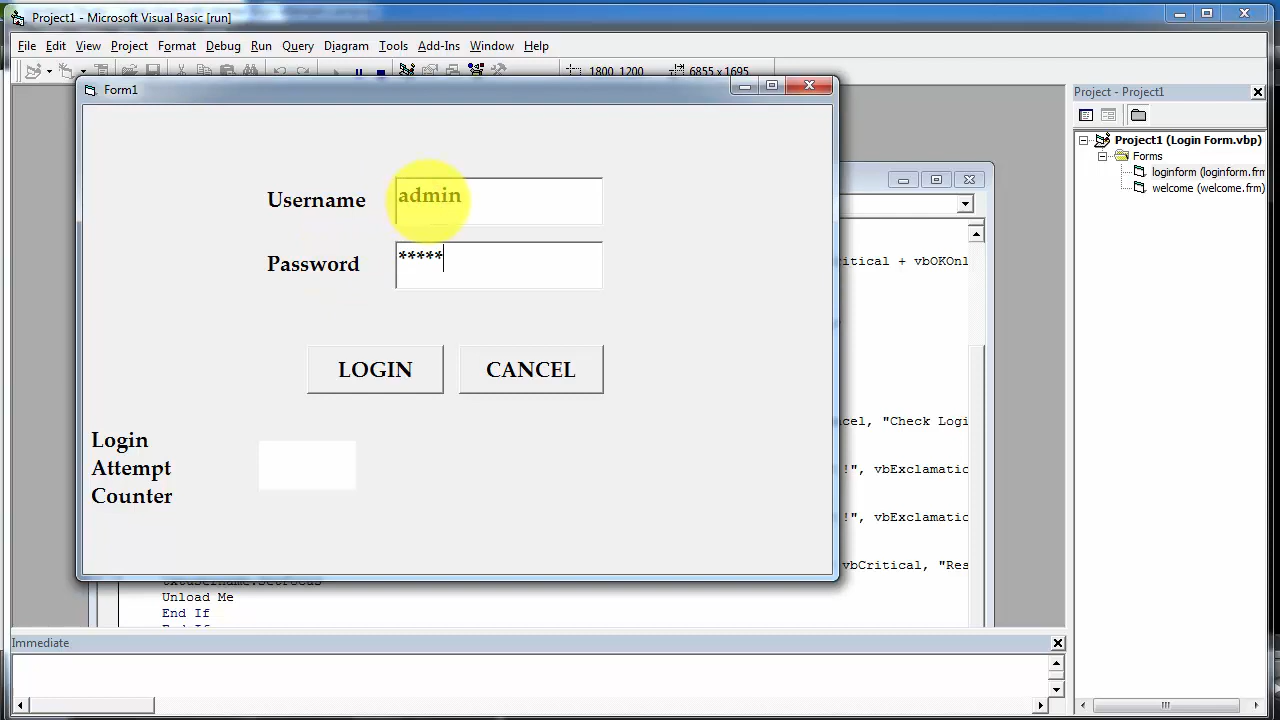 Project1 - Microsoft Visual Basic [run]
File Edit View Project Format Debug Run Query Diagram Tools Add-Ins Window Help
1800, 1200 6855 x 1695
Form1
Project - Project1
Project1 (Login Form.vbp)
Forms
loginform (loginform.frm
welcome (welcome.frm)
Username admin
Password *****
LOGIN CANCEL
Login
Attempt
Counter
itical + vbOKOnl
cel, "Check Logi
!", vbExclamatic
!", vbExclamatic
vbCritical, "Res
Unload Me
End If
End If
Immediate